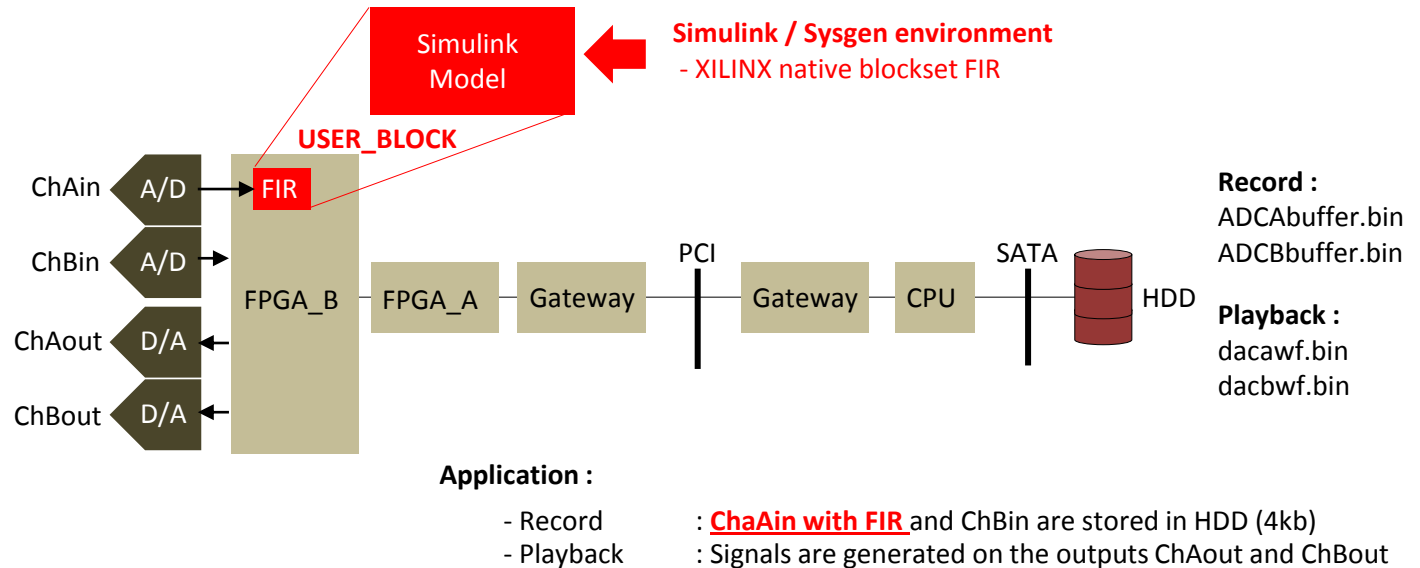 Simulink
Model
Simulink / Sysgen environment
- XILINX native blockset FIR
USER_BLOCK
ChAin
A/D
FIR
ChBin
A/D
ChAout
D/A
ChBout
D/A
FPGA_B
FPGA_A
Gateway
PCI
Gateway
CPU
SATA
HDD
Record :
ADCAbuffer.bin
ADCBbuffer.bin
Playback :
dacawf.bin
dacbwf.bin
Application :
- Record : ChaAin with FIR and ChBin are stored in HDD (4kb)
- Playback : Signals are generated on the outputs ChAout and ChBout